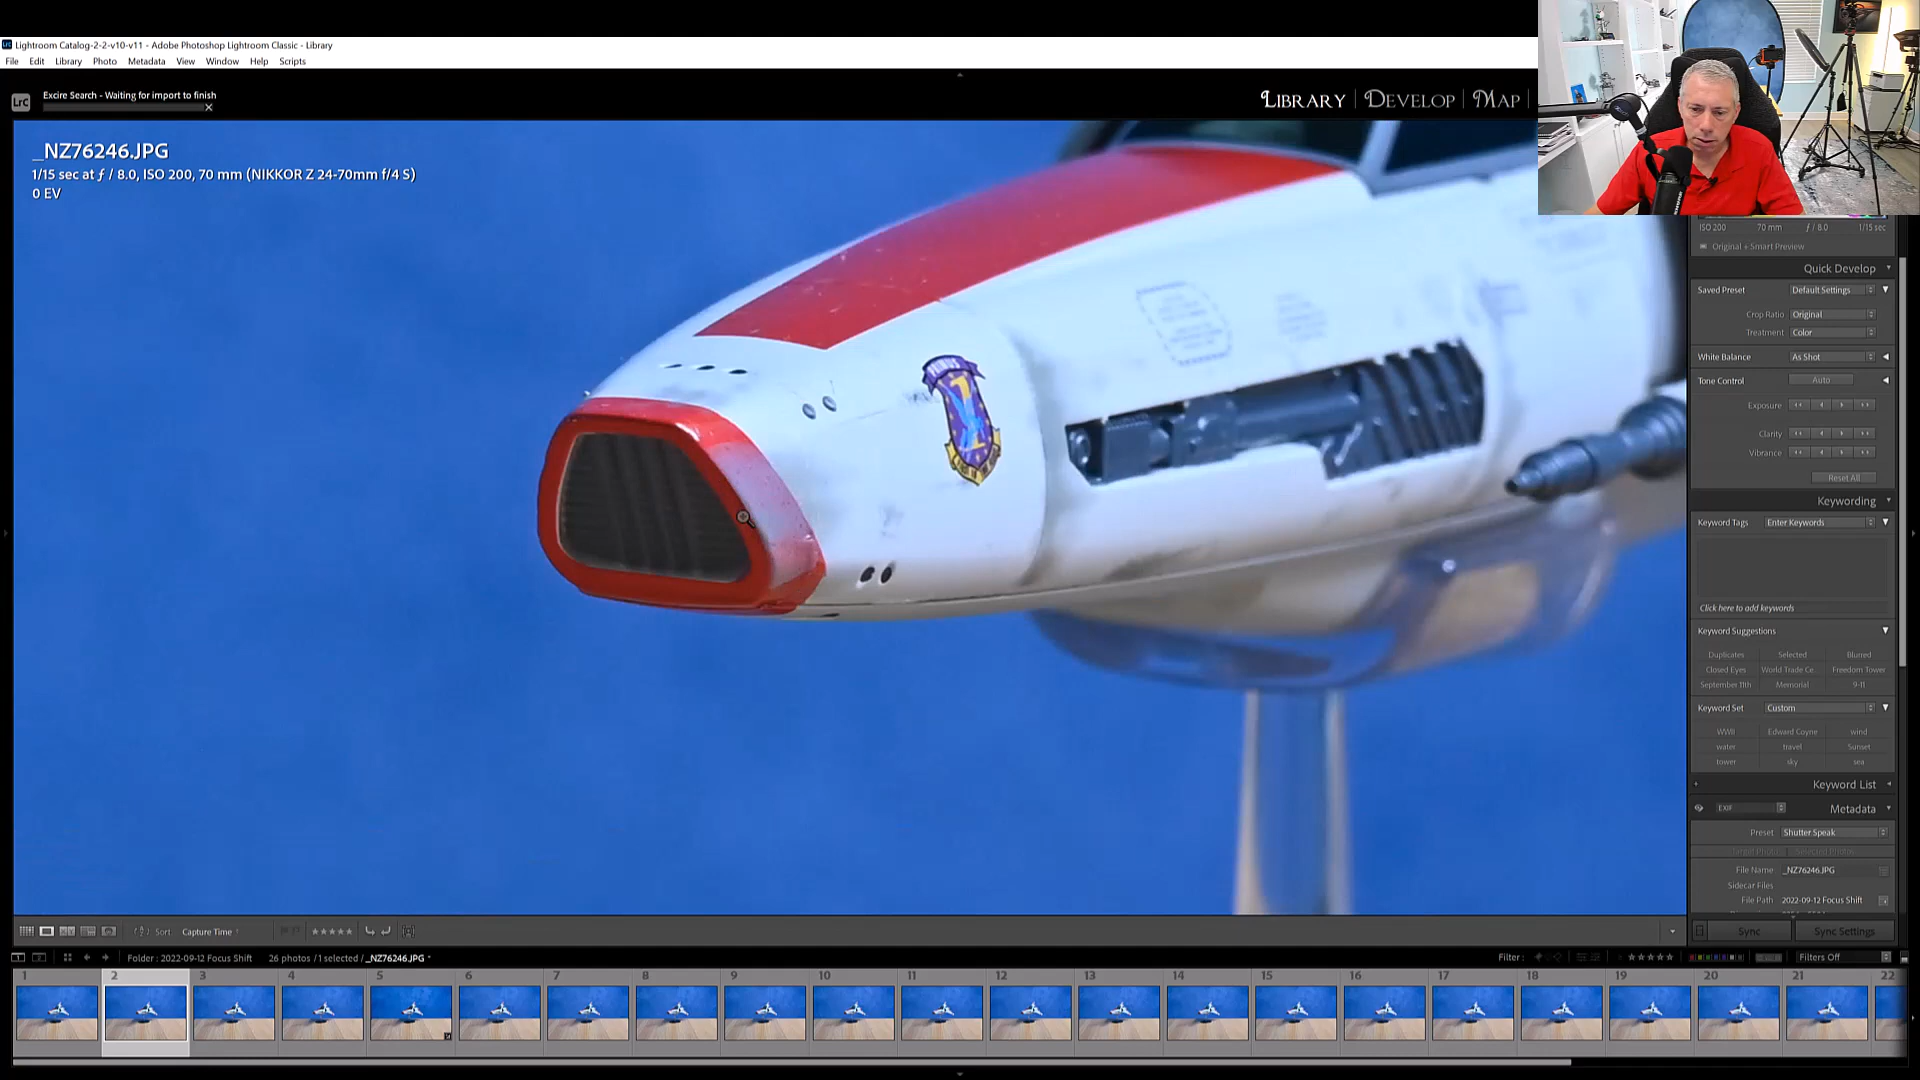 Lightroom Catalog-2-2-v10-v11 - Adobe Photoshop Lightroom Classic - Library
File Edit Library Photo Metadata View Window Help Scripts
LrC
Excire Search - Waiting for import to finish
Library | Develop | Map |
_NZ76246.JPG
1/15 sec at ƒ / 8.0, ISO 200, 70 mm (NIKKOR Z 24-70mm f/4 S)
0 EV
ISO 200 70 mm ƒ / 8.0 1/15 sec
Original + Smart Preview
Quick Develop
Saved Preset Default Settings
Crop Ratio Original
Treatment Color
White Balance As Shot
Tone Control Auto
Exposure
Clarity
Vibrance
Reset All
Keywording
Keyword Tags Enter Keywords
Click here to add keywords
Keyword Suggestions
Duplicates Selected Blurred
Closed Eyes World Trade Ce... Freedom Tower
September 11th Memorial 9-11
Keyword Set Custom
WWII Edward Coyne wind
water travel Sunset
tower sky sea
Keyword List
EXIF Metadata
Preset Shutter Speak
File Name _NZ76246.JPG
Sidecar Files
File Path 2022-09-12 Focus Shift
Sort Capture Time
Sync Sync Settings
1 2 Folder : 2022-09-12 Focus Shift 26 photos / 1 selected / _NZ76246.JPG
Filter : Filters Off
1 2 3 4 5 6 7 8 9 10 11 12 13 14 15 16 17 18 19 20 21 22